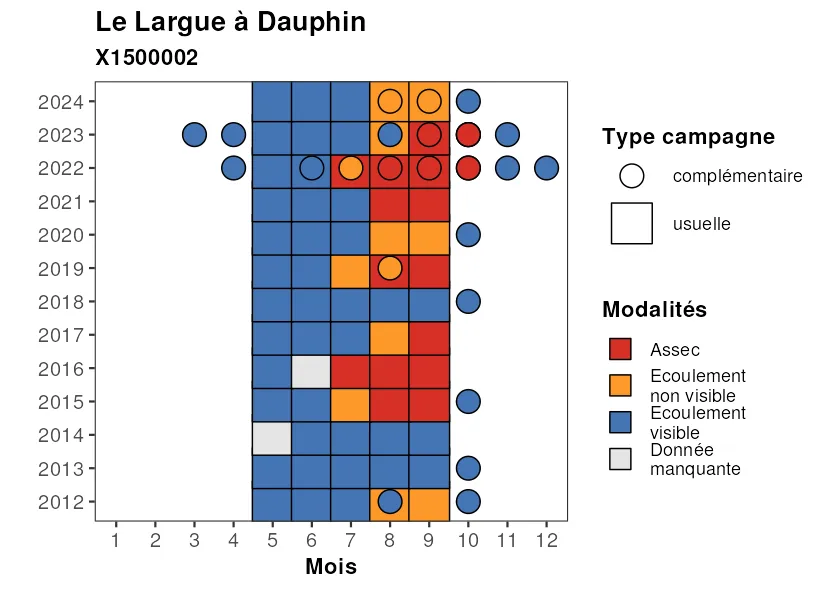 Le Largue à Dauphin
X1500002
2024
2023
2022
2021
2020
2019
2018
2017
2016
2015
2014
2013
2012
1 2 3 4 5 6 7 8 9 10 11 12
Mois
Type campagne
complémentaire
usuelle
Modalités
Assec
Ecoulement
non visible
Ecoulement
visible
Donnée
manquante